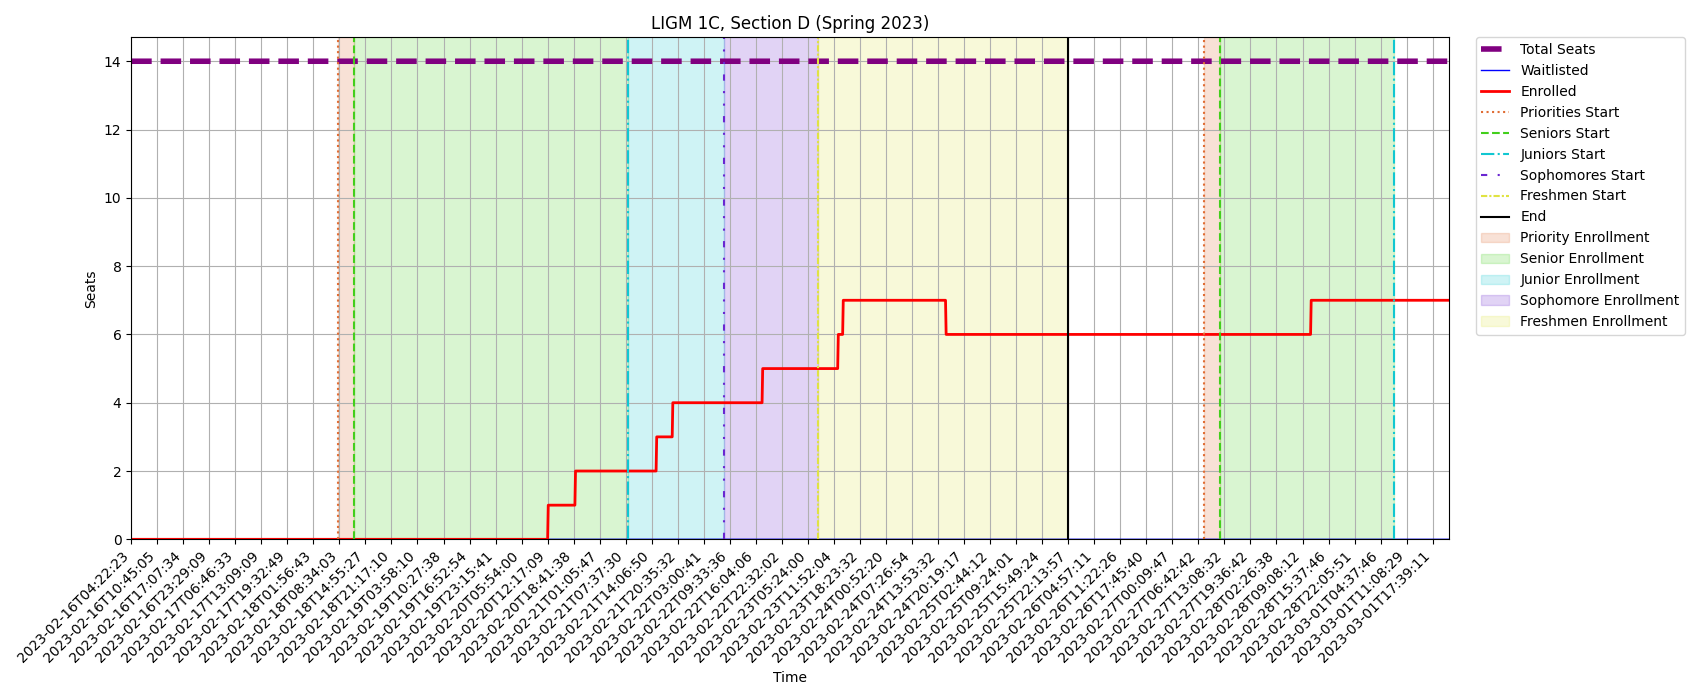 LIGM 1C, Section D (Spring 2023)
14
12
10
8
6
4
2
0
Seats
2023-02-16T04:22:23
2023-02-16T10:45:05
2023-02-16T17:07:34
2023-02-16T23:29:09
2023-02-17T06:46:33
2023-02-17T13:09:09
2023-02-17T19:32:49
2023-02-18T01:56:43
2023-02-18T08:34:03
2023-02-18T14:55:27
2023-02-18T21:17:10
2023-02-19T03:58:10
2023-02-19T10:27:38
2023-02-19T16:52:54
2023-02-19T23:15:41
2023-02-20T05:54:00
2023-02-20T12:17:09
2023-02-20T18:41:38
2023-02-21T01:05:47
2023-02-21T07:37:30
2023-02-21T14:06:50
2023-02-21T20:35:32
2023-02-22T03:00:41
2023-02-22T09:33:36
2023-02-22T16:04:06
2023-02-22T22:32:02
2023-02-23T05:24:00
2023-02-23T11:52:04
2023-02-23T18:23:32
2023-02-24T00:52:20
2023-02-24T07:26:54
2023-02-24T13:53:32
2023-02-24T20:19:17
2023-02-25T02:44:12
2023-02-25T09:24:01
2023-02-25T15:49:24
2023-02-25T22:13:57
2023-02-26T04:57:11
2023-02-26T11:22:26
2023-02-26T17:45:40
2023-02-27T00:09:47
2023-02-27T06:42:42
2023-02-27T13:08:32
2023-02-27T19:36:42
2023-02-28T02:26:38
2023-02-28T09:08:12
2023-02-28T15:37:46
2023-02-28T22:05:51
2023-03-01T04:37:46
2023-03-01T11:08:29
2023-03-01T17:39:11
Time
Total Seats
Waitlisted
Enrolled
Priorities Start
Seniors Start
Juniors Start
Sophomores Start
Freshmen Start
End
Priority Enrollment
Senior Enrollment
Junior Enrollment
Sophomore Enrollment
Freshmen Enrollment